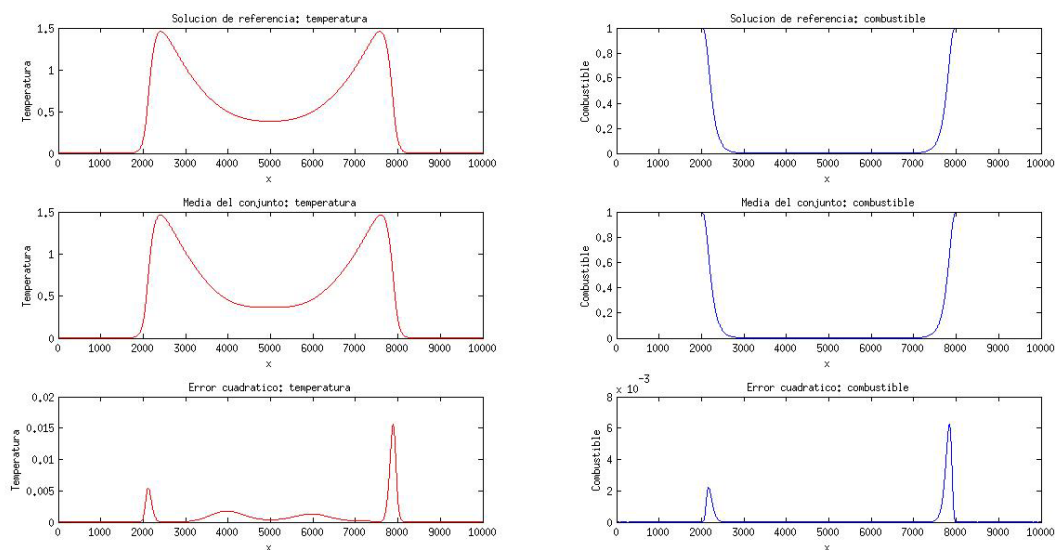 Solucion de referencia: temperatura
Temperatura
1.5
1
0.5
0
0 1000 2000 3000 4000 5000 6000 7000 8000 9000 10000
x
Solucion de referencia: combustible
Combustible
1
0.8
0.6
0.4
0.2
0
0 1000 2000 3000 4000 5000 6000 7000 8000 9000 10000
x
Media del conjunto: temperatura
Temperatura
1.5
1
0.5
0
0 1000 2000 3000 4000 5000 6000 7000 8000 9000 10000
x
Media del conjunto: combustible
Combustible
1
0.8
0.6
0.4
0.2
0
0 1000 2000 3000 4000 5000 6000 7000 8000 9000 10000
x
Error cuadratico: temperatura
Temperatura
0.02
0.015
0.01
0.005
0
0 1000 2000 3000 4000 5000 6000 7000 8000 9000 10000
x
Error cuadratico: combustible
x 10^-3
Combustible
8
6
4
2
0
0 1000 2000 3000 4000 5000 6000 7000 8000 9000 10000
x